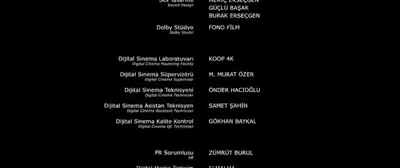 Ses Tasarımı MERİÇ ERSEÇGEN
Sound Design GÜÇLÜ BAŞAK
BURAK ERSEÇGEN
Dolby Stüdyo FONO FİLM
Dolby Studio
Dijital Sinema Laboratuvarı KOOP 4K
Digital Cinema Mastering Facility
Dijital Sinema Süpervizörü M. MURAT ÖZER
Digital Cinema Supervisor
Dijital Sinema Teknisyeni ÖNDER HACIOĞLU
Digital Cinema Technician
Dijital Sinema Asistan Teknisyen SAMET ŞAHİN
Digital Cinema Assistant Technician
Dijital Sinema Kalite Kontrol GÖKHAN BAYKAL
Digital Cinema QC Technician
PR Sorumlusu ZÜMRÜT BURUL
PR